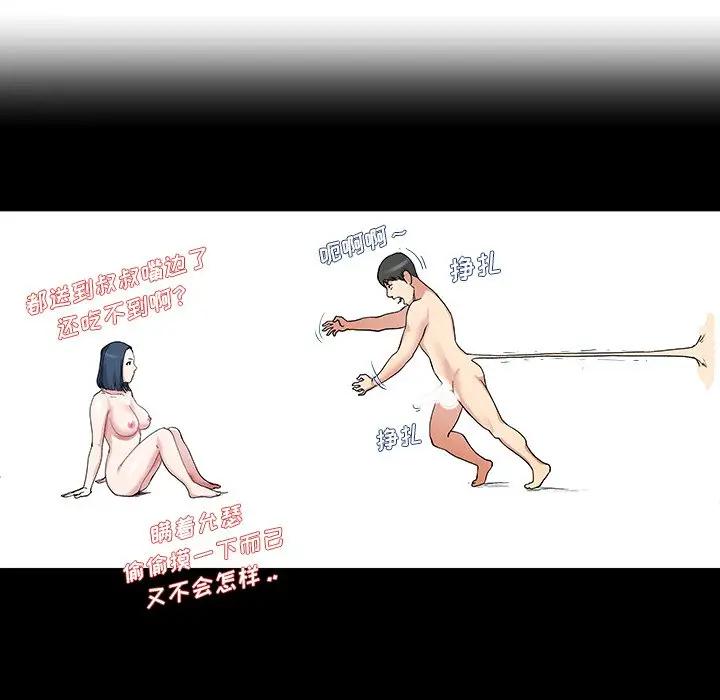 呃啊啊~
挣扎
都送到叔叔嘴边了
还吃不到啊?
挣扎
瞒着允瑟
偷偷摸一下而已
又不会怎样..